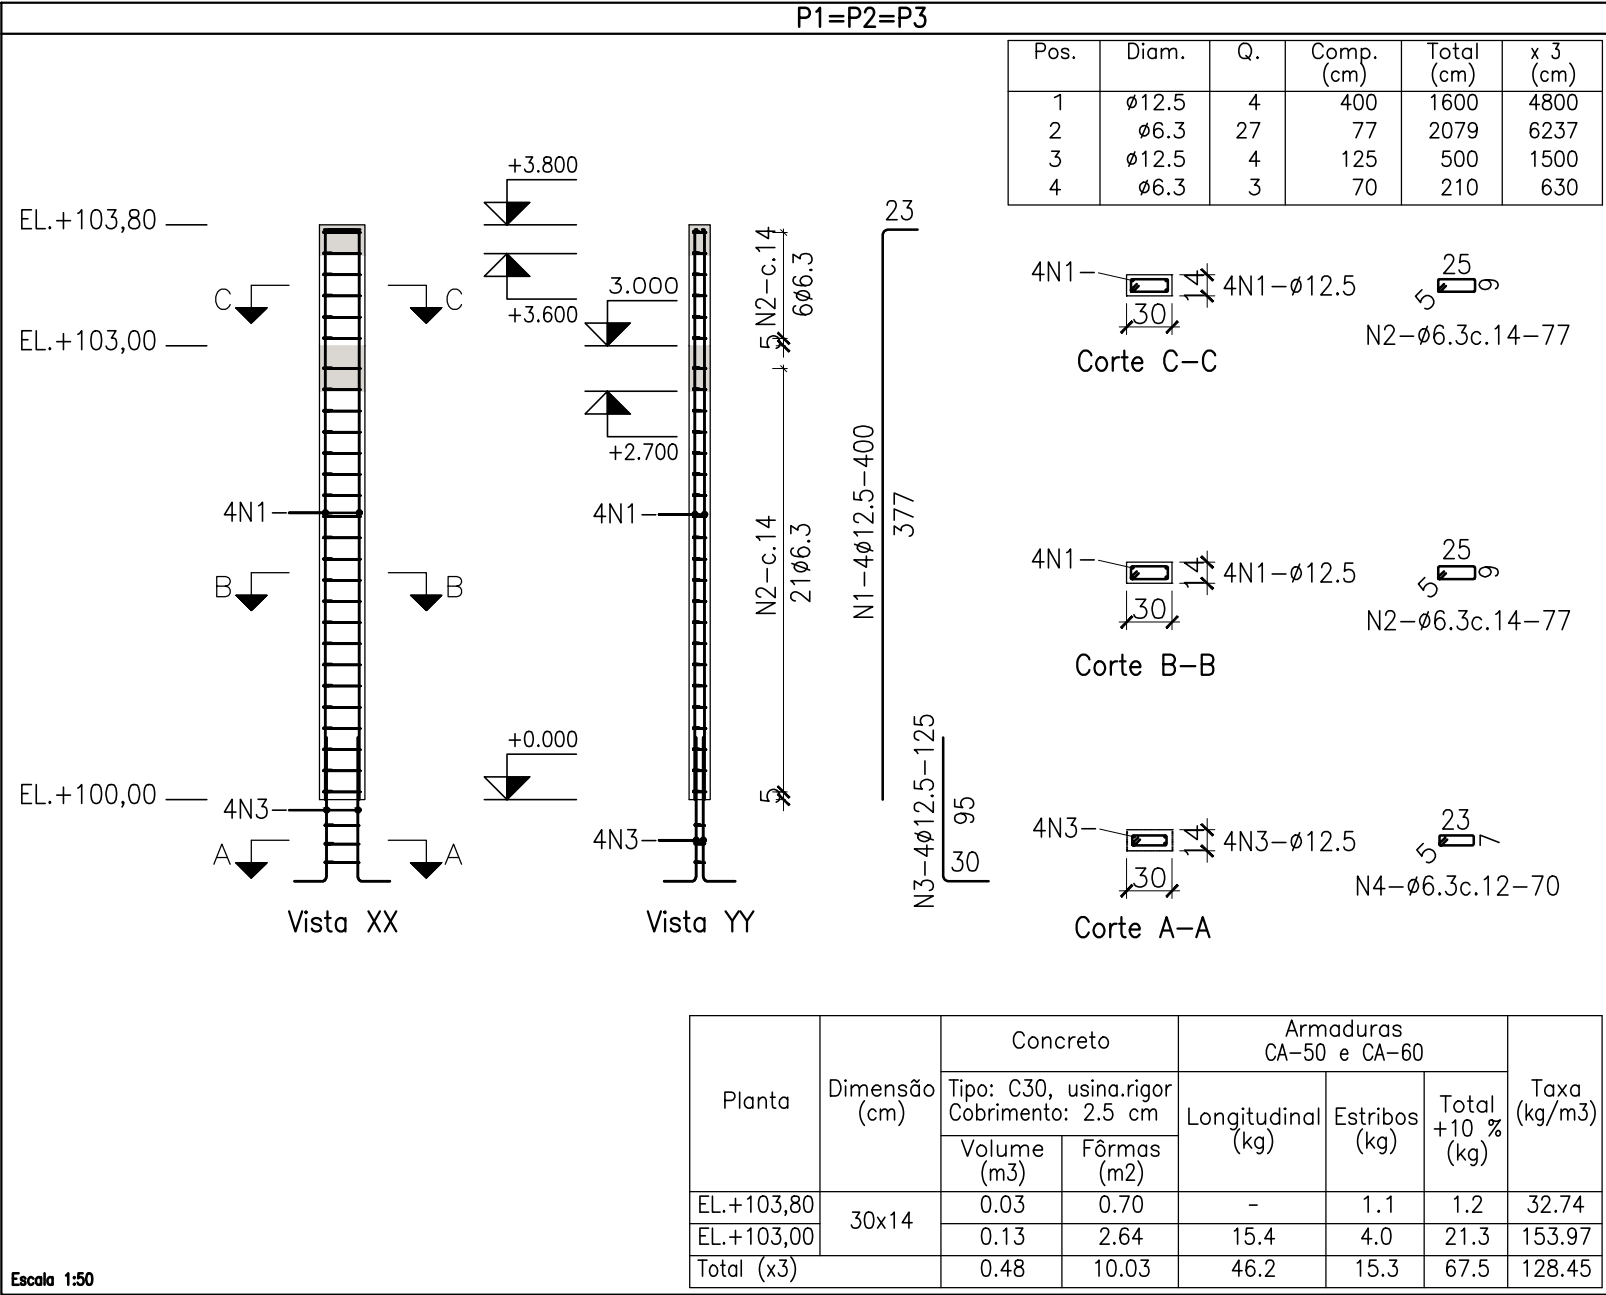 P1=P2=P3
Pos. Diam. Q. Comp. (cm) Total (cm) x 3 (cm)
1 ø12.5 4 400 1600 4800
2 ø6.3 27 77 2079 6237
3 ø12.5 4 125 500 1500
4 ø6.3 3 70 210 630
EL.+103,80
EL.+103,00
EL.+100,00
C C
B B
A A
4N1
4N3
Vista XX
+3.800
+3.600
3.000
+2.700
+0.000
4N1
4N3
Vista YY
N2-c.14
6ø6.3
5
N2-c.14
21ø6.3
5
23
N1-4ø12.5-400
377
N3-4ø12.5-125
95
30
4N1
14
4N1-ø12.5
30
Corte C-C
25
9
5
N2-ø6.3c.14-77
4N1
14
4N1-ø12.5
30
Corte B-B
25
9
5
N2-ø6.3c.14-77
4N3
14
4N3-ø12.5
30
Corte A-A
23
7
5
N4-ø6.3c.12-70
Planta
Dimensão (cm)
Concreto
Tipo: C30, usina.rigor
Cobrimento: 2.5 cm
Volume (m3)
Fôrmas (m2)
Armaduras
CA-50 e CA-60
Longitudinal (kg)
Estribos (kg)
Total +10 % (kg)
Taxa (kg/m3)
EL.+103,80 30x14 0.03 0.70 - 1.1 1.2 32.74
EL.+103,00 0.13 2.64 15.4 4.0 21.3 153.97
Total (x3) 0.48 10.03 46.2 15.3 67.5 128.45
Escala 1:50